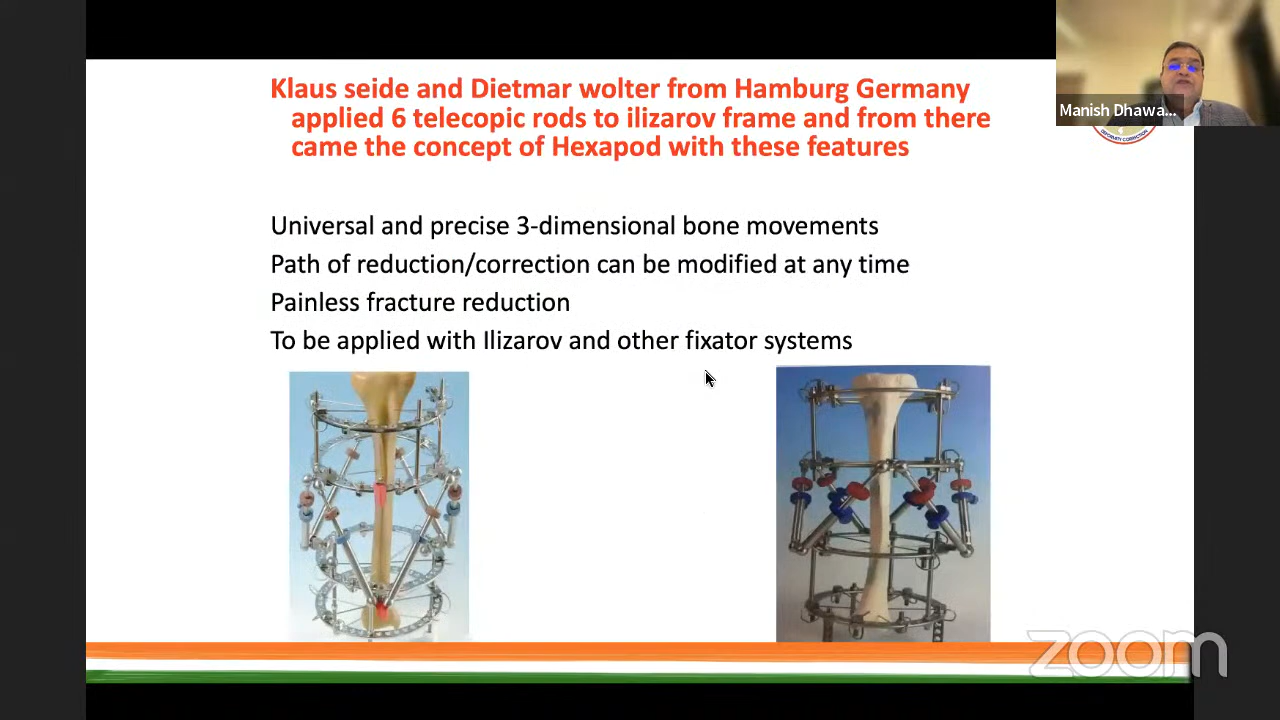 Klaus seide and Dietmar wolter from Hamburg Germany
applied 6 telecopic rods to ilizarov frame and from there
came the concept of Hexapod with these features
Manish Dhawa...
Universal and precise 3-dimensional bone movements
Path of reduction/correction can be modified at any time
Painless fracture reduction
To be applied with Ilizarov and other fixator systems
zoom